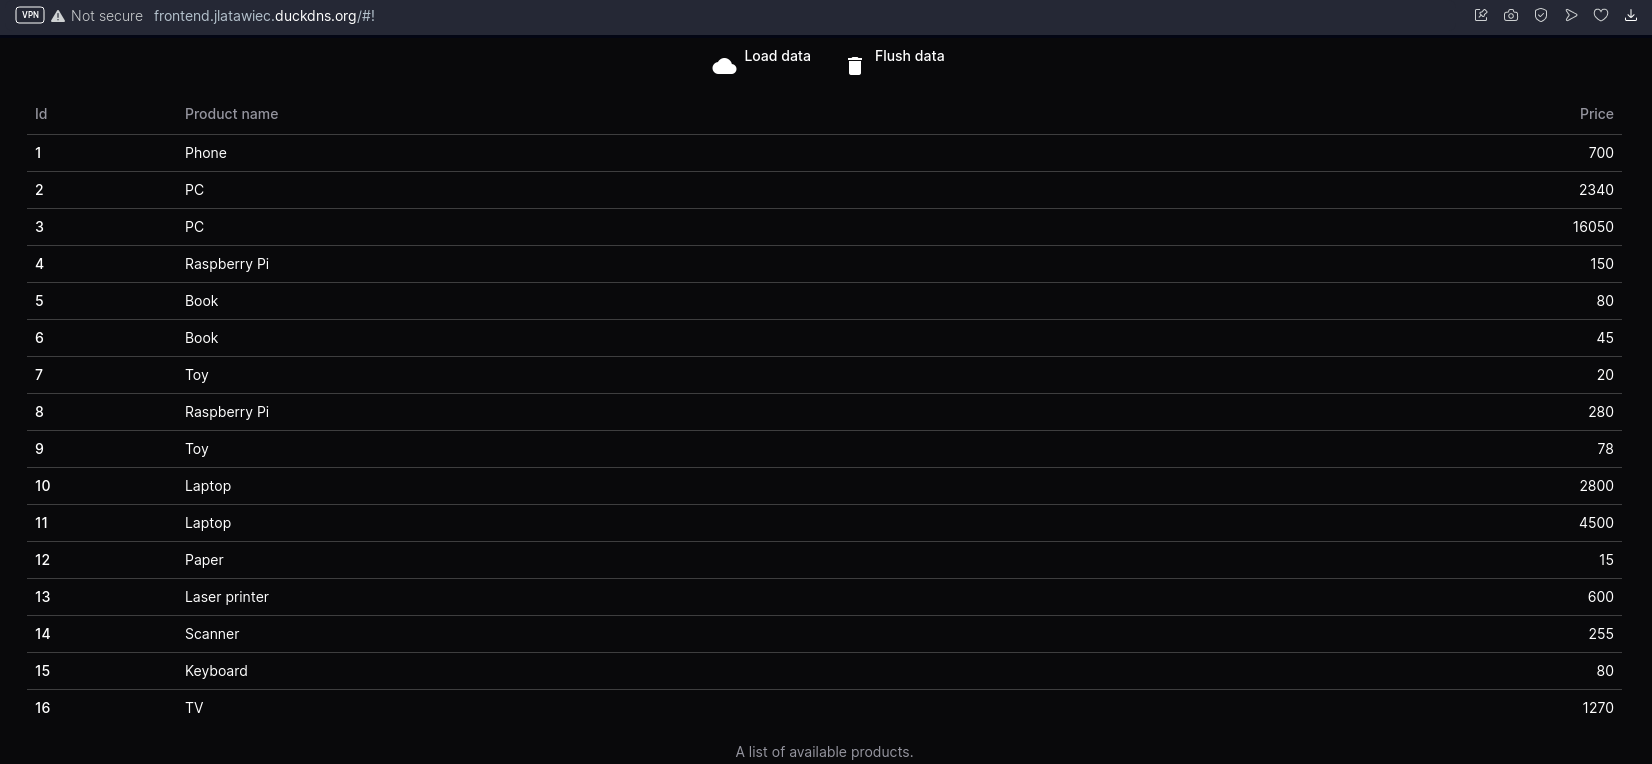 VPN Not secure frontend.jlatawiec.duckdns.org/#!
Load data Flush data
Id Product name Price
1 Phone 700
2 PC 2340
3 PC 16050
4 Raspberry Pi 150
5 Book 80
6 Book 45
7 Toy 20
8 Raspberry Pi 280
9 Toy 78
10 Laptop 2800
11 Laptop 4500
12 Paper 15
13 Laser printer 600
14 Scanner 255
15 Keyboard 80
16 TV 1270
A list of available products.